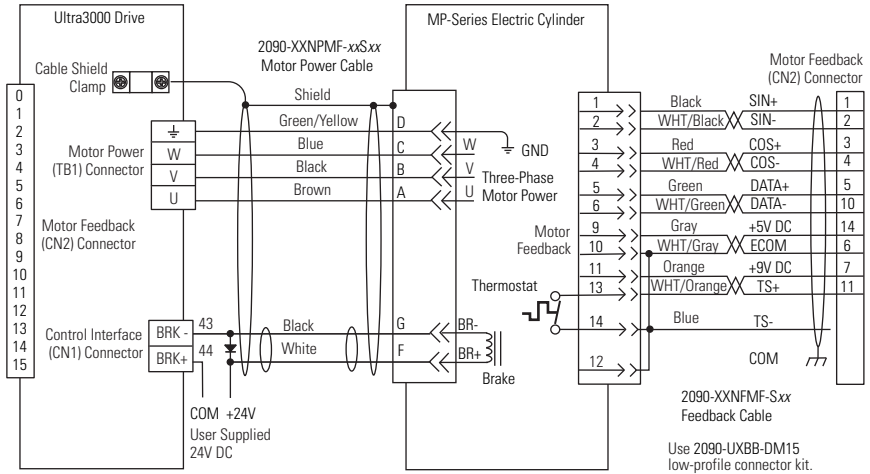 Ultra3000 Drive
MP-Series Electric Cylinder
2090-XXNPMF-xxSxx
Motor Power Cable
Motor Feedback
(CN2) Connector
Cable Shield
Clamp
Shield
0
1
2
3
4
5
6
7
8
9
10
11
12
13
14
15
Motor Power
(TB1) Connector
W
V
U
Green/Yellow
Blue
Black
Brown
D
C
B
A
GND
W
V
U
Three-Phase
Motor Power
Motor Feedback
(CN2) Connector
Motor
Feedback
Thermostat
1 Black SIN+ 1
2 WHT/Black SIN- 2
3 Red COS+ 3
4 WHT/Red COS- 4
5 Green DATA+ 5
6 WHT/Green DATA- 10
9 Gray +5V DC 14
10 WHT/Gray ECOM 6
11 Orange +9V DC 7
13 WHT/Orange TS+ 11
14 Blue TS-
12 COM
Control Interface
(CN1) Connector
BRK - 43 Black G BR-
BRK+ 44 White F BR+
Brake
COM +24V
User Supplied
24V DC
2090-XXNFMF-Sxx
Feedback Cable
Use 2090-UXBB-DM15
low-profile connector kit.